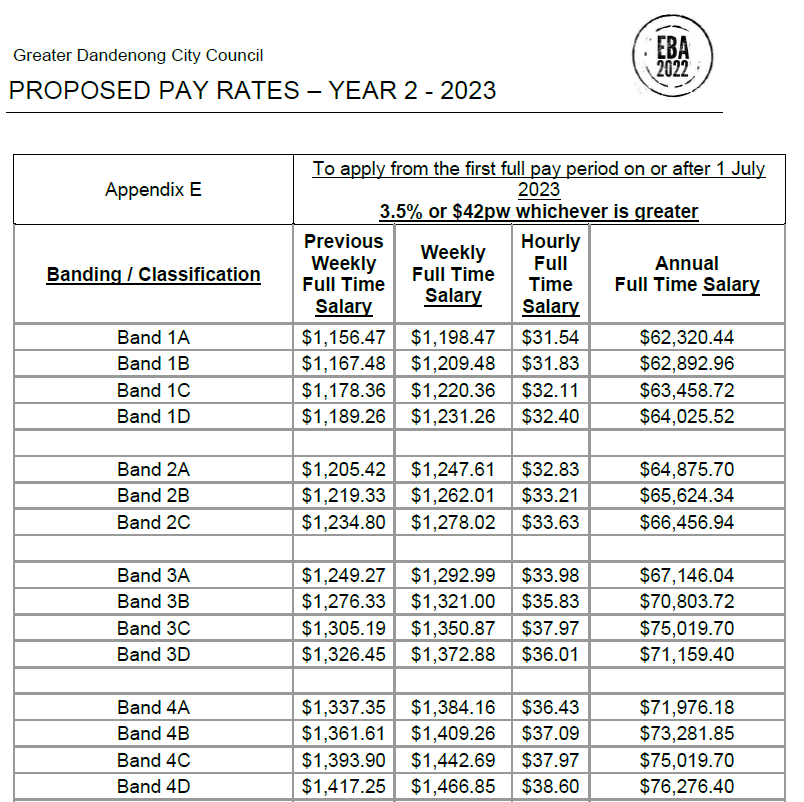 Greater Dandenong City Council
EBA
2022
PROPOSED PAY RATES – YEAR 2 - 2023
Appendix E
To apply from the first full pay period on or after 1 July
2023
3.5% or $42pw whichever is greater
Banding / Classification
Previous
Weekly
Full Time
Salary
Weekly
Full Time
Salary
Hourly
Full
Time
Salary
Annual
Full Time Salary
Band 1A $1,156.47 $1,198.47 $31.54 $62,320.44
Band 1B $1,167.48 $1,209.48 $31.83 $62,892.96
Band 1C $1,178.36 $1,220.36 $32.11 $63,458.72
Band 1D $1,189.26 $1,231.26 $32.40 $64,025.52
Band 2A $1,205.42 $1,247.61 $32.83 $64,875.70
Band 2B $1,219.33 $1,262.01 $33.21 $65,624.34
Band 2C $1,234.80 $1,278.02 $33.63 $66,456.94
Band 3A $1,249.27 $1,292.99 $33.98 $67,146.04
Band 3B $1,276.33 $1,321.00 $35.83 $70,803.72
Band 3C $1,305.19 $1,350.87 $37.97 $75,019.70
Band 3D $1,326.45 $1,372.88 $36.01 $71,159.40
Band 4A $1,337.35 $1,384.16 $36.43 $71,976.18
Band 4B $1,361.61 $1,409.26 $37.09 $73,281.85
Band 4C $1,393.90 $1,442.69 $37.97 $75,019.70
Band 4D $1,417.25 $1,466.85 $38.60 $76,276.40